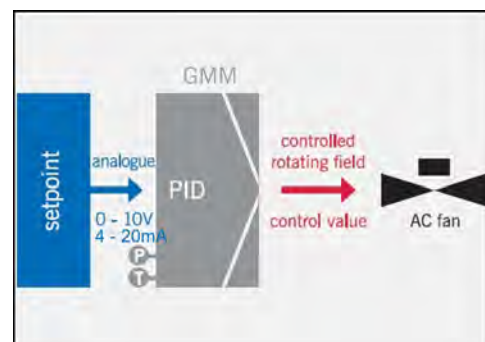 GMM
setpoint
analogue
0 - 10V
4 - 20mA
P
T
PID
controlled
rotating field
control value
AC fan